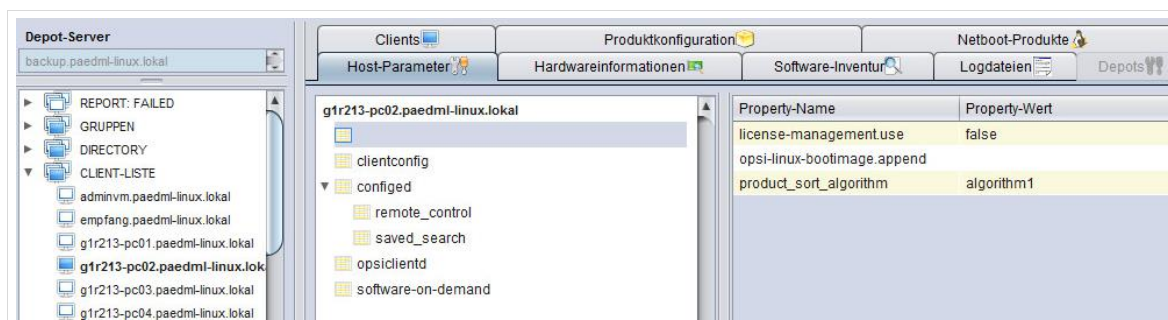 Depot-Server
backup.paedml-linux.lokal
REPORT: FAILED
GRUPPEN
DIRECTORY
CLIENT-LISTE
adminvm.paedml-linux.lokal
empfang.paedml-linux.lokal
g1r213-pc01.paedml-linux.lokal
g1r213-pc02.paedml-linux.lok
g1r213-pc03.paedml-linux.lokal
g1r213-pc04.paedml-linux.lokal
Clients
Produktkonfiguration
Netboot-Produkte
Host-Parameter
Hardwareinformationen
Software-Inventur
Logdateien
Depots
g1r213-pc02.paedml-linux.lokal
clientconfig
configed
remote_control
saved_search
opsiclientd
software-on-demand
Property-Name Property-Wert
license-management.use false
opsi-linux-bootimage.append
product_sort_algorithm algorithm1